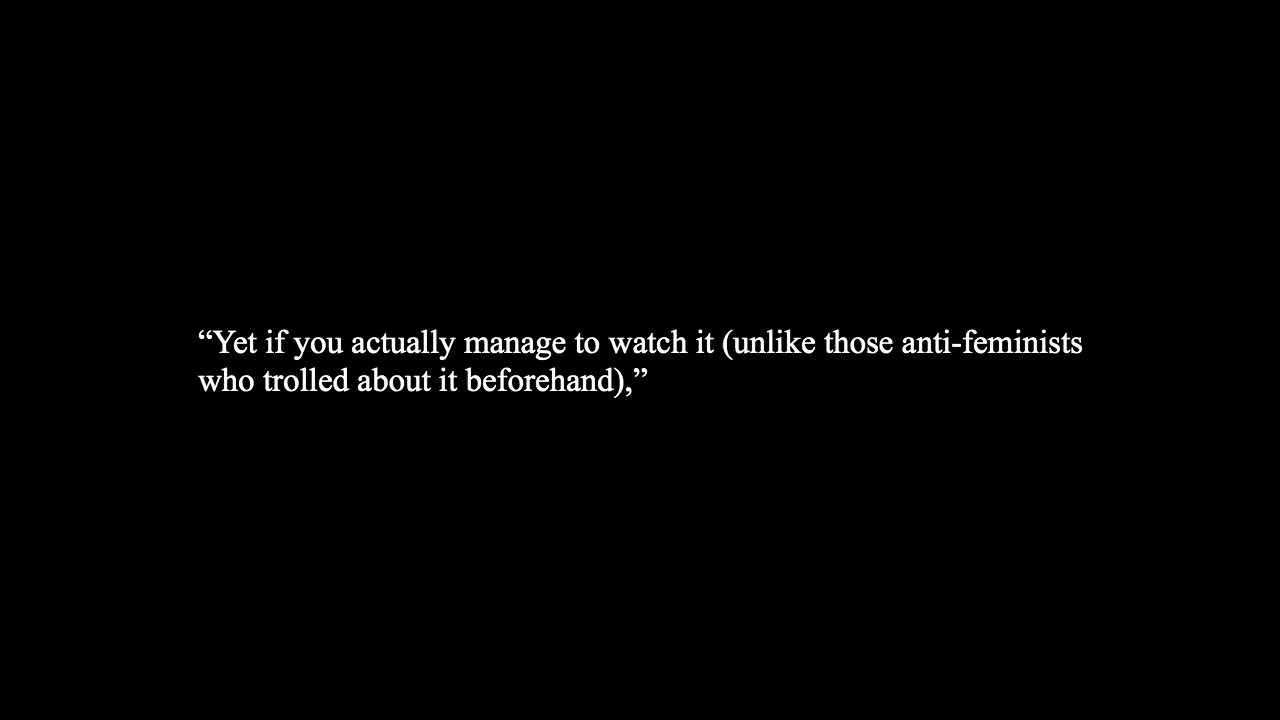 “Yet if you actually manage to watch it (unlike those anti-feminists
who trolled about it beforehand),”